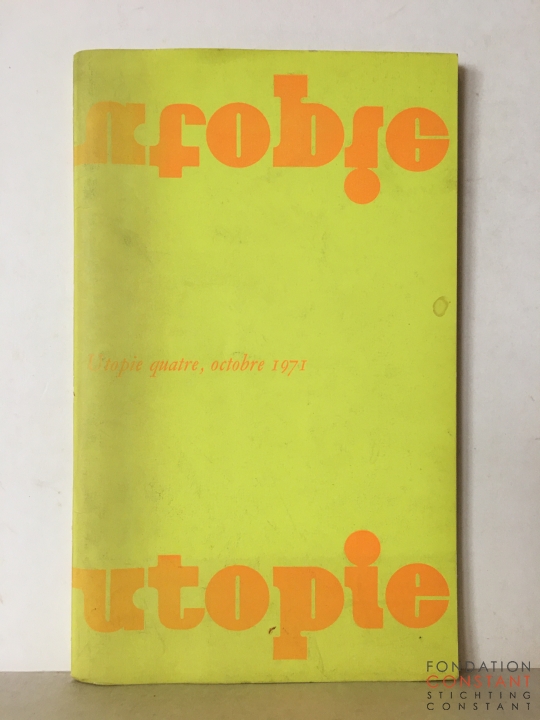 utopie
Utopie quatre, octobre 1971
utopie
FONDATION
CONSTANT
STICHTING
CONSTANT